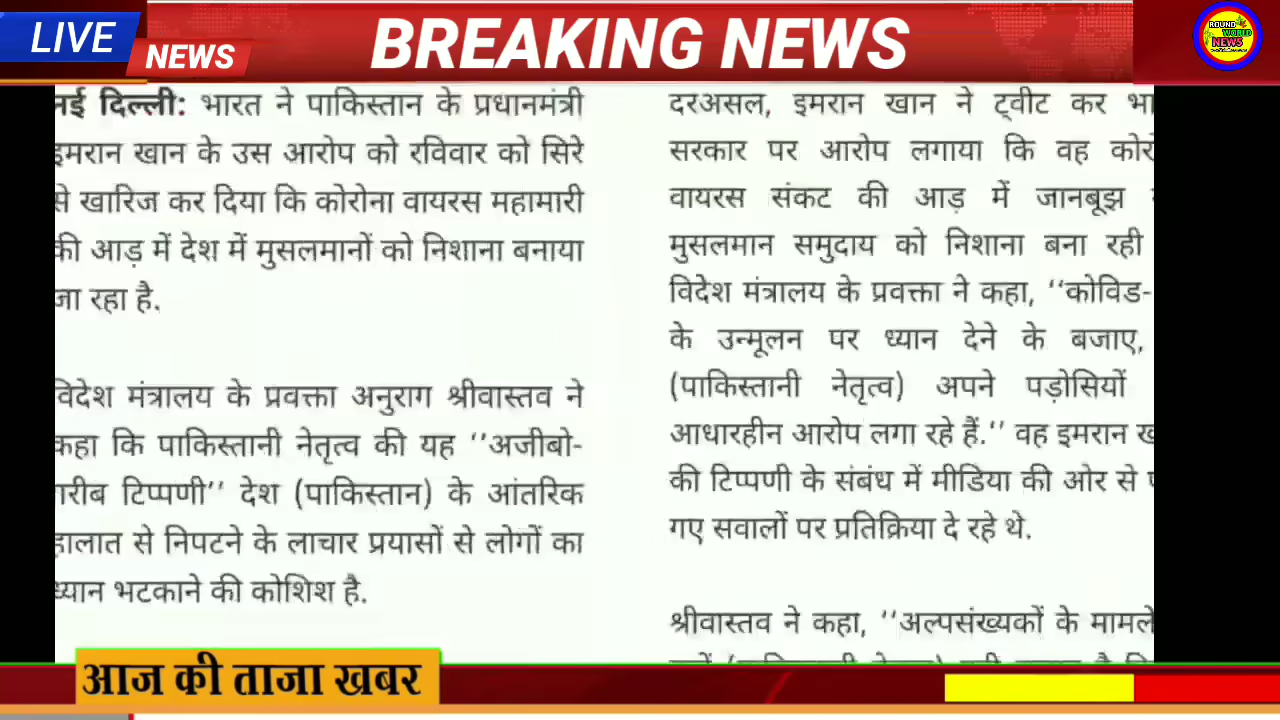 LIVE
NEWS
BREAKING NEWS
ROUND
WORLD
NEWS
नई दिल्ली: भारत ने पाकिस्तान के प्रधानमंत्री
इमरान खान के उस आरोप को रविवार को सिरे
से खारिज कर दिया कि कोरोना वायरस महामारी
की आड़ में देश में मुसलमानों को निशाना बनाया
जा रहा है.
विदेश मंत्रालय के प्रवक्ता अनुराग श्रीवास्तव ने
कहा कि पाकिस्तानी नेतृत्व की यह ‘‘अजीबो-
गरीब टिप्पणी’’ देश (पाकिस्तान) के आंतरिक
हालात से निपटने के लाचार प्रयासों से लोगों का
ध्यान भटकाने की कोशिश है.
दरअसल, इमरान खान ने ट्वीट कर
सरकार पर आरोप लगाया कि वह
वायरस संकट की आड़ में जानबूझ
मुसलमान समुदाय को निशाना बना रही
विदेश मंत्रालय के प्रवक्ता ने कहा, ‘‘कोविड-
के उन्मूलन पर ध्यान देने के बजाए,
(पाकिस्तानी नेतृत्व) अपने पड़ोसियों
आधारहीन आरोप लगा रहे हैं.’’ वह इमरान
की टिप्पणी के संबंध में मीडिया की ओर से
गए सवालों पर प्रतिक्रिया दे रहे थे.
श्रीवास्तव ने कहा, ‘‘अल्पसंख्यकों के मामले
आज की ताजा खबर